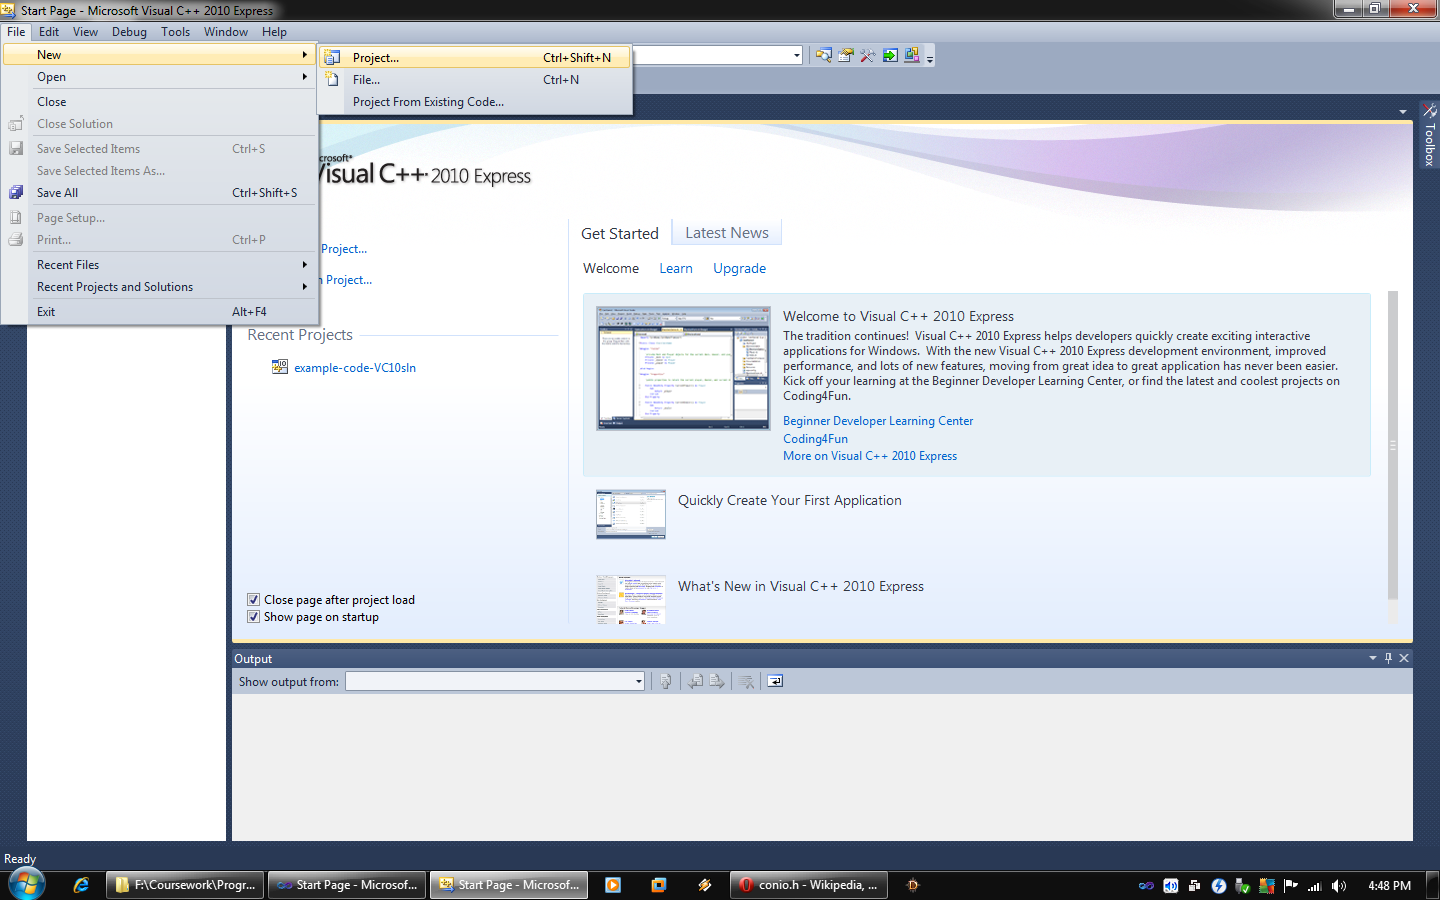 Start Page - Microsoft Visual C++ 2010 Express
File Edit View Debug Tools Window Help
New
Project... Ctrl+Shift+N
Open
File... Ctrl+N
Close
Project From Existing Code...
Close Solution
Save Selected Items Ctrl+S
Save Selected Items As...
Save All Ctrl+Shift+S
Page Setup...
Print... Ctrl+P
Recent Files
Recent Projects and Solutions
Exit Alt+F4
Toolbox
Visual C++ 2010 Express
Project...
Project...
Recent Projects
example-code-VC10sln
Close page after project load
Show page on startup
Get Started Latest News
Welcome Learn Upgrade
Welcome to Visual C++ 2010 Express
The tradition continues! Visual C++ 2010 Express helps developers quickly create exciting interactive
applications for Windows. With the new Visual C++ 2010 Express development environment, improved
performance, and lots of new features, moving from great idea to great application has never been easier.
Kick off your learning at the Beginner Developer Learning Center, or find the latest and coolest projects on
Coding4Fun.
Beginner Developer Learning Center
Coding4Fun
More on Visual C++ 2010 Express
Quickly Create Your First Application
What's New in Visual C++ 2010 Express
Output
Show output from:
Ready
F:\Coursework\Progr... Start Page - Microsof... Start Page - Microsof... conio.h - Wikipedia, ... 4:48 PM